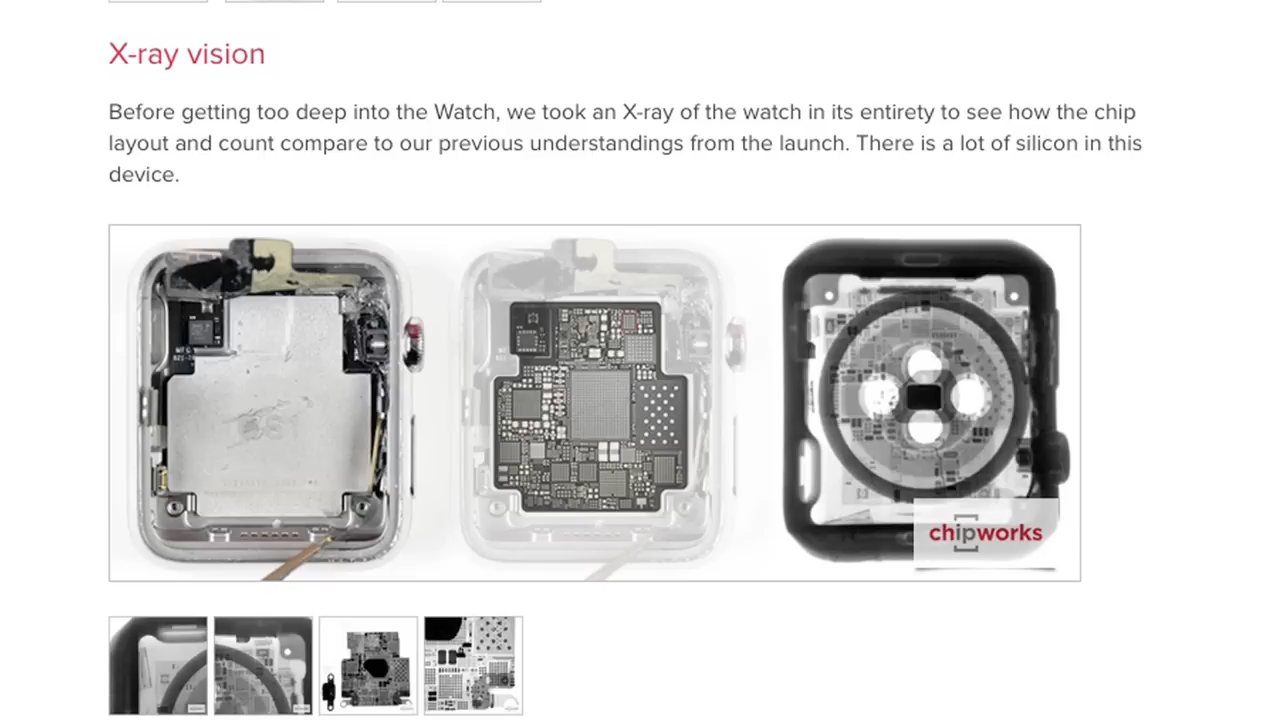 X-ray vision
Before getting too deep into the Watch, we took an X-ray of the watch in its entirety to see how the chip
layout and count compare to our previous understandings from the launch. There is a lot of silicon in this
device.
S1
chipworks